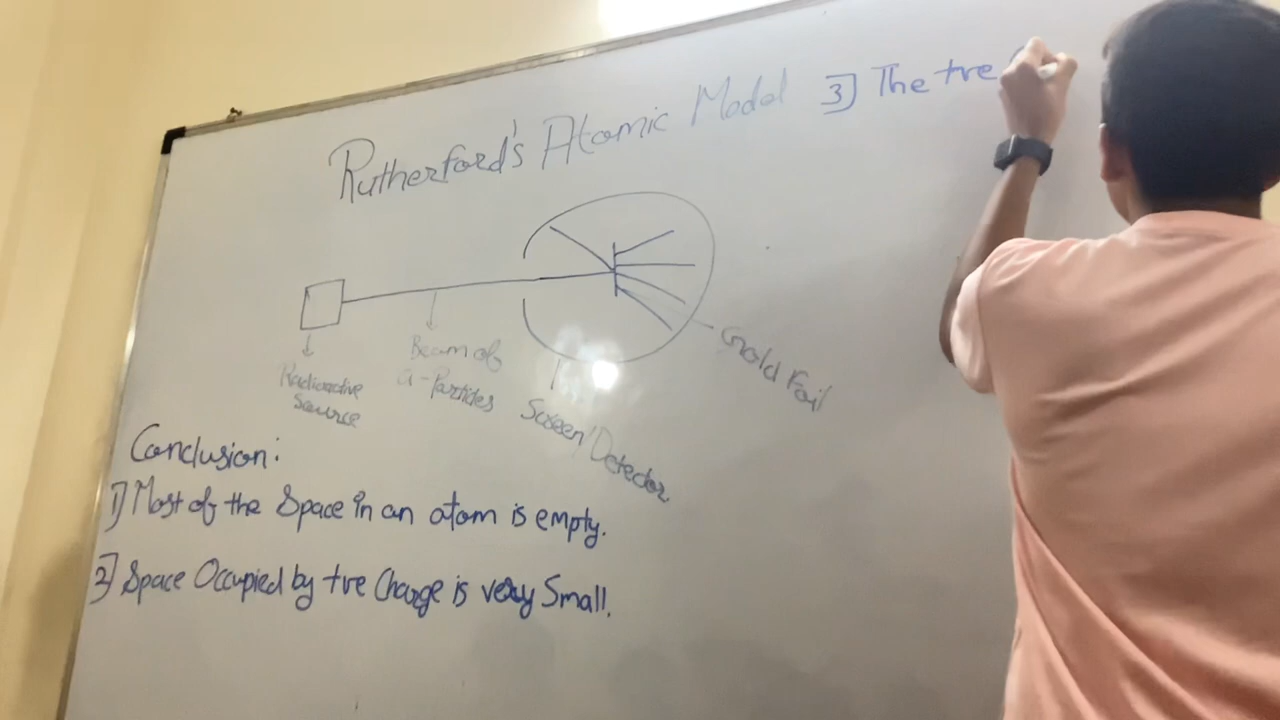 Rutherford's Atomic Model
3] The +ve
Radioactive
Source
Beam of
α-Particles
Screen/Detector
Gold Foil
Conclusion:
1] Most of the Space in an atom is empty.
2] Space Occupied by +ve Charge is very Small.